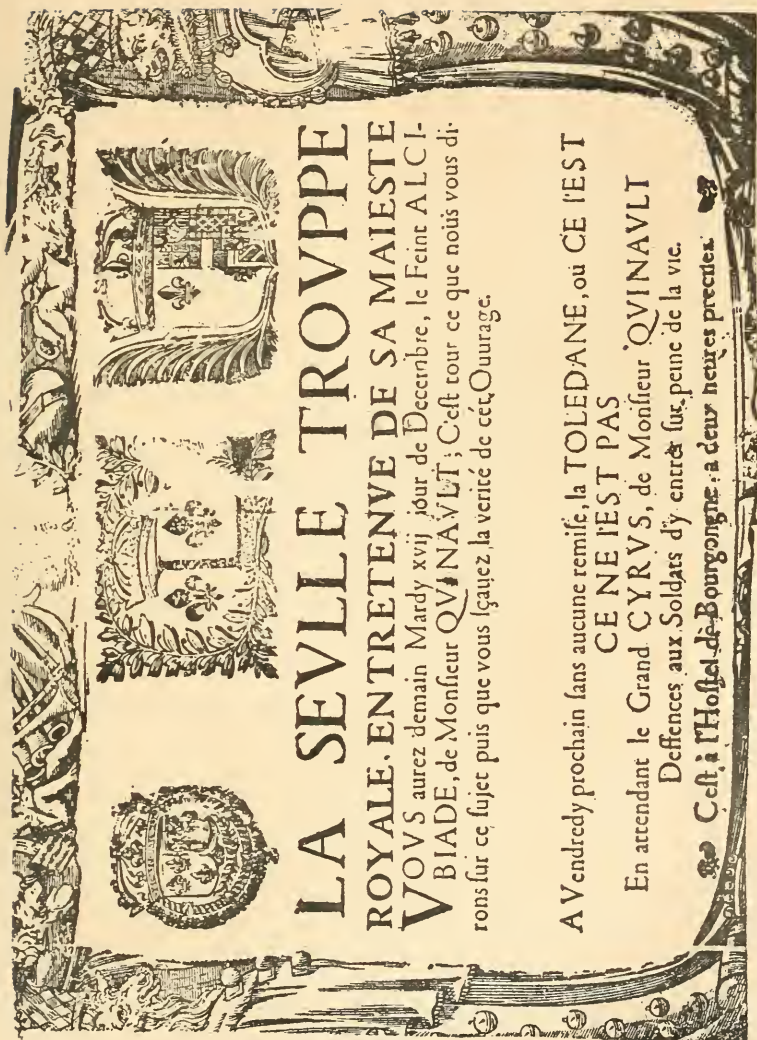 LA SEVLLE TROVPPE
ROYALE, ENTRETENVE DE SA MAIESTE
VOVS aurez demain Mardy xvij jour de Decembre, le Feint ALCI-
BIADE, de Monſieur QVINAVLT; C'eſt tout ce que nous vous di-
rons ſur ce ſujet puis que vous ſçauez la verité de cét Ouurage.
A Vendredy prochain ſans aucune remiſe, la TOLEDANE, ou CE l'EST
CE NE l'EST PAS
En attendant le Grand CYRVS, de Monſieur QVINAVLT
Deffences aux Soldats d'y entrer ſur peine de la vie.
C'eſt à l'Hoſtel de Bourgongne a deux heures preciſes.